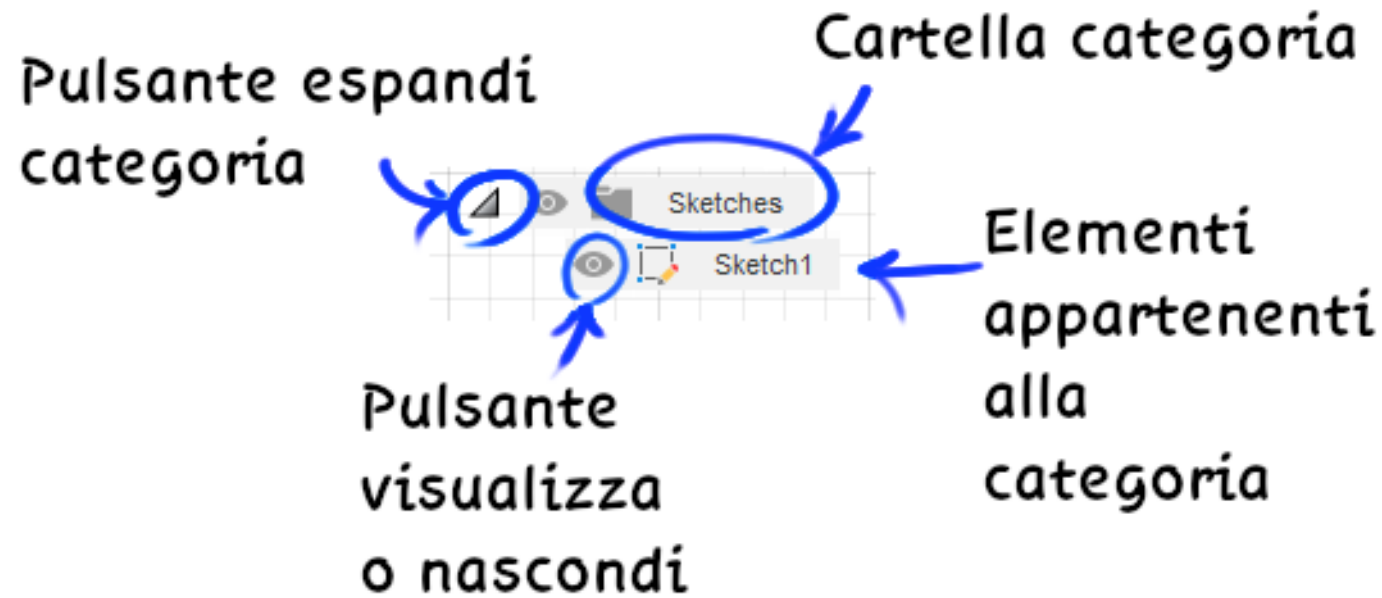 Cartella categoria
Pulsante espandi
categoria
Sketches
Sketch1
Elementi
appartenenti
alla
categoria
Pulsante
visualizza
o nascondi